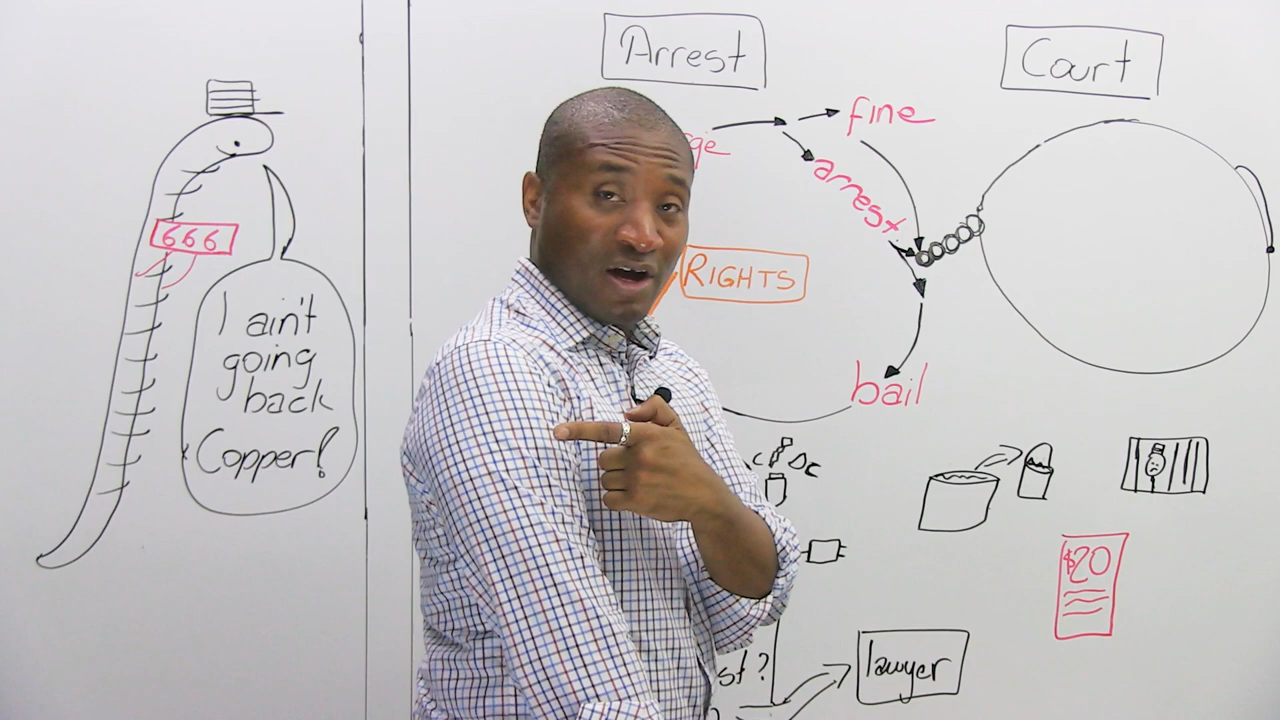 666
I ain't
going
back
Copper!
Arrest
fine
arrest
RIGHTS
bail
Court
$20
lawyer